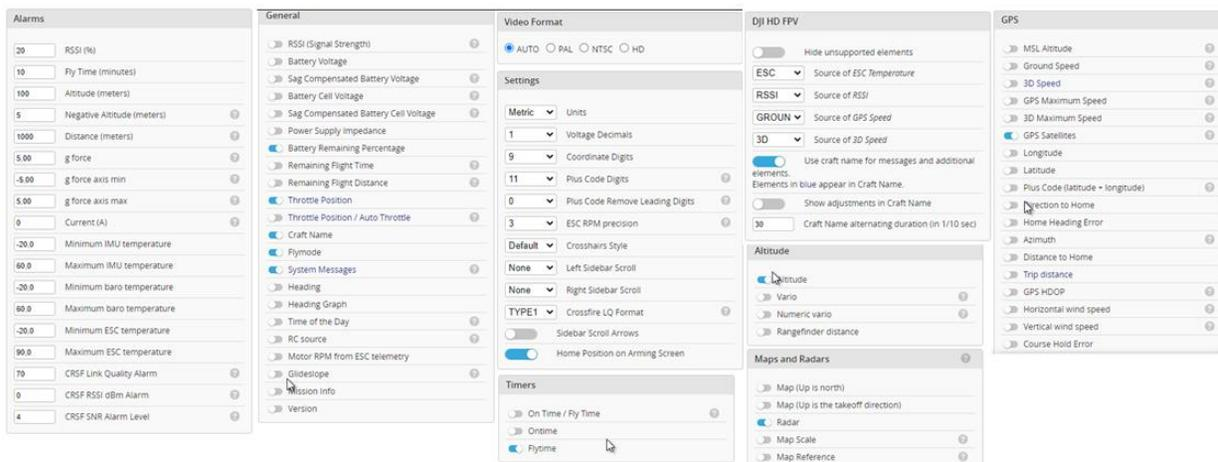 Alarms
20 RSSI (%)
10 Fly Time (minutes)
100 Altitude (meters)
5 Negative Altitude (meters)
1000 Distance (meters)
5.00 g force
-5.00 g force axis min
5.00 g force axis max
0 Current (A)
-20.0 Minimum IMU temperature
60.0 Maximum IMU temperature
-20.0 Minimum baro temperature
60.0 Maximum baro temperature
-20.0 Minimum ESC temperature
90.0 Maximum ESC temperature
70 CRSF Link Quality Alarm
0 CRSF RSSI dBm Alarm
4 CRSF SNR Alarm Level
General
RSSI (Signal Strength)
Battery Voltage
Sag Compensated Battery Voltage
Battery Cell Voltage
Sag Compensated Battery Cell Voltage
Power Supply Impedance
Battery Remaining Percentage
Remaining Flight Time
Remaining Flight Distance
Throttle Position
Throttle Position / Auto Throttle
Craft Name
Flymode
System Messages
Heading
Heading Graph
Time of the Day
RC source
Motor RPM from ESC telemetry
Glideslope
Mission Info
Version
Video Format
AUTO PAL NTSC HD
Settings
Metric Units
1 Voltage Decimals
9 Coordinate Digits
11 Plus Code Digits
0 Plus Code Remove Leading Digits
3 ESC RPM precision
Default Crosshairs Style
None Left Sidebar Scroll
None Right Sidebar Scroll
TYPE1 Crossfire LQ Format
Sidebar Scroll Arrows
Home Position on Arming Screen
Timers
On Time / Fly Time
Ontime
Flytime
DJI HD FPV
Hide unsupported elements
ESC Source of ESC Temperature
RSSI Source of RSSI
GROUN Source of GPS Speed
3D Source of 3D Speed
Use craft name for messages and additional
elements.
Elements in blue appear in Craft Name.
Show adjustments in Craft Name
30 Craft Name alternating duration (in 1/10 sec)
Altitude
Altitude
Vario
Numeric vario
Rangefinder distance
Maps and Radars
Map (Up is north)
Map (Up is the takeoff direction)
Radar
Map Scale
Map Reference
GPS
MSL Altitude
Ground Speed
3D Speed
GPS Maximum Speed
3D Maximum Speed
GPS Satellites
Longitude
Latitude
Plus Code (latitude + longitude)
Direction to Home
Home Heading Error
Azimuth
Distance to Home
Trip distance
GPS HDOP
Horizontal wind speed
Vertical wind speed
Course Hold Error